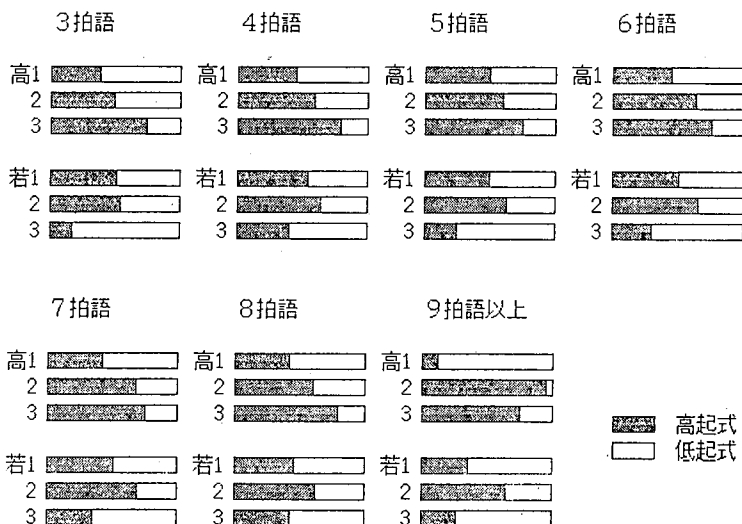 3拍語 4拍語 5拍語 6拍語
高1 高1 高1 高1
2 2 2 2
3 3 3 3
若1 若1 若1 若1
2 2 2 2
3 3 3 3
7拍語 8拍語 9拍語以上
高1 高1 高1
2 2 2
3 3 3
高起式
低起式
若1 若1 若1
2 2 2
3 3 3